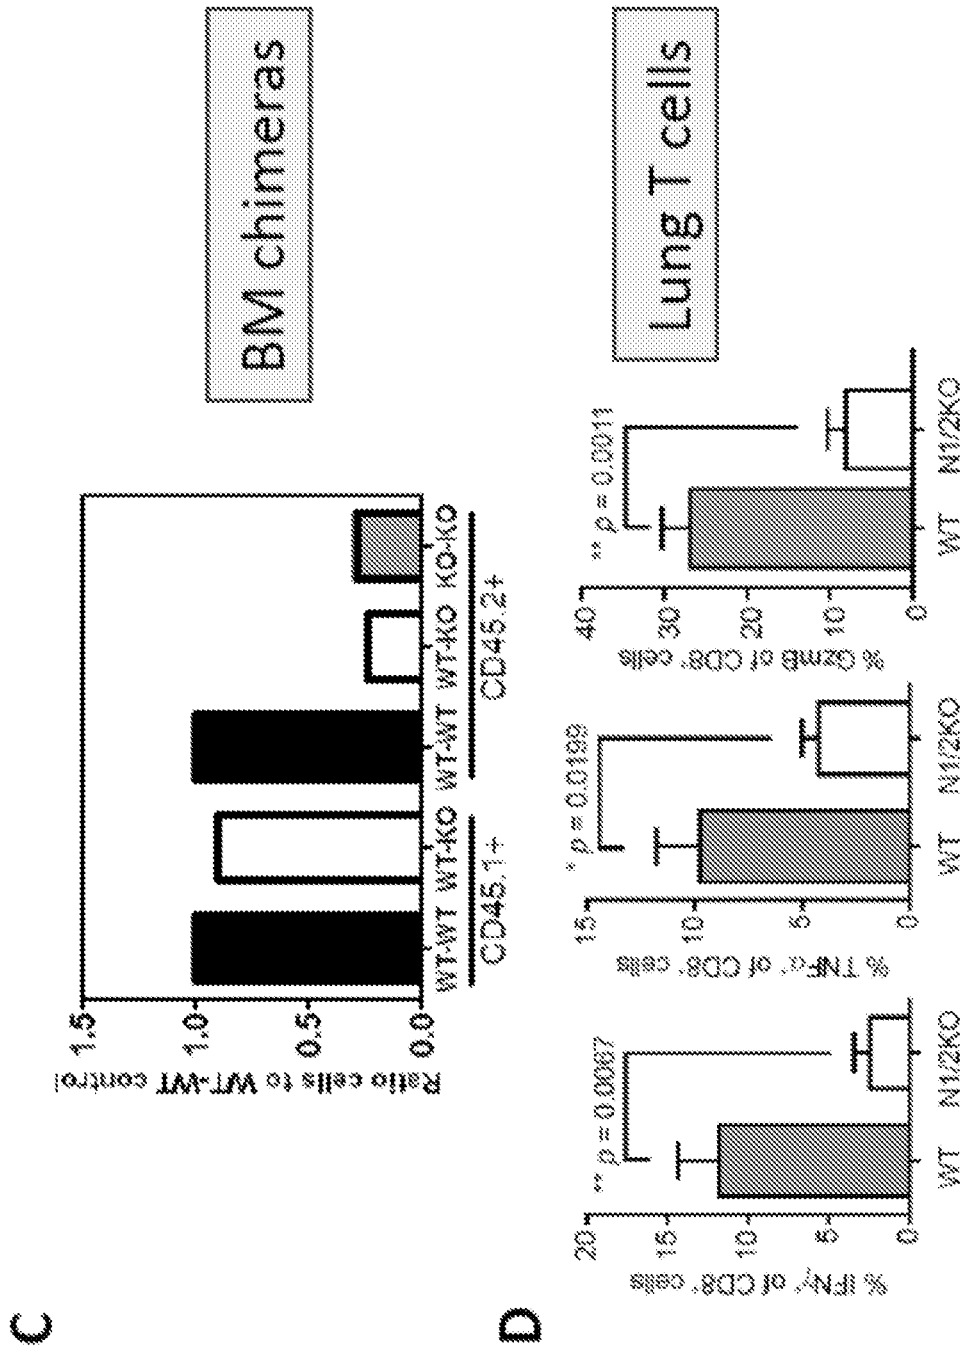 C
BM chimeras
Ratio cells to WT-WT control
1.5
1.0
0.5
0.0
WT-WT WT-KO WT-WT WT-KO KO-KO
CD45.1+ CD45.2+
D
Lung T cells
% IFNγ+ of CD8+ cells
20
15
10
5
0
** p = 0.0067
WT N1/2KO
% TNFα+ of CD8+ cells
15
10
5
0
* p = 0.0199
WT N1/2KO
% GzmB of CD8+ cells
40
30
20
10
0
** p = 0.0011
WT N1/2KO